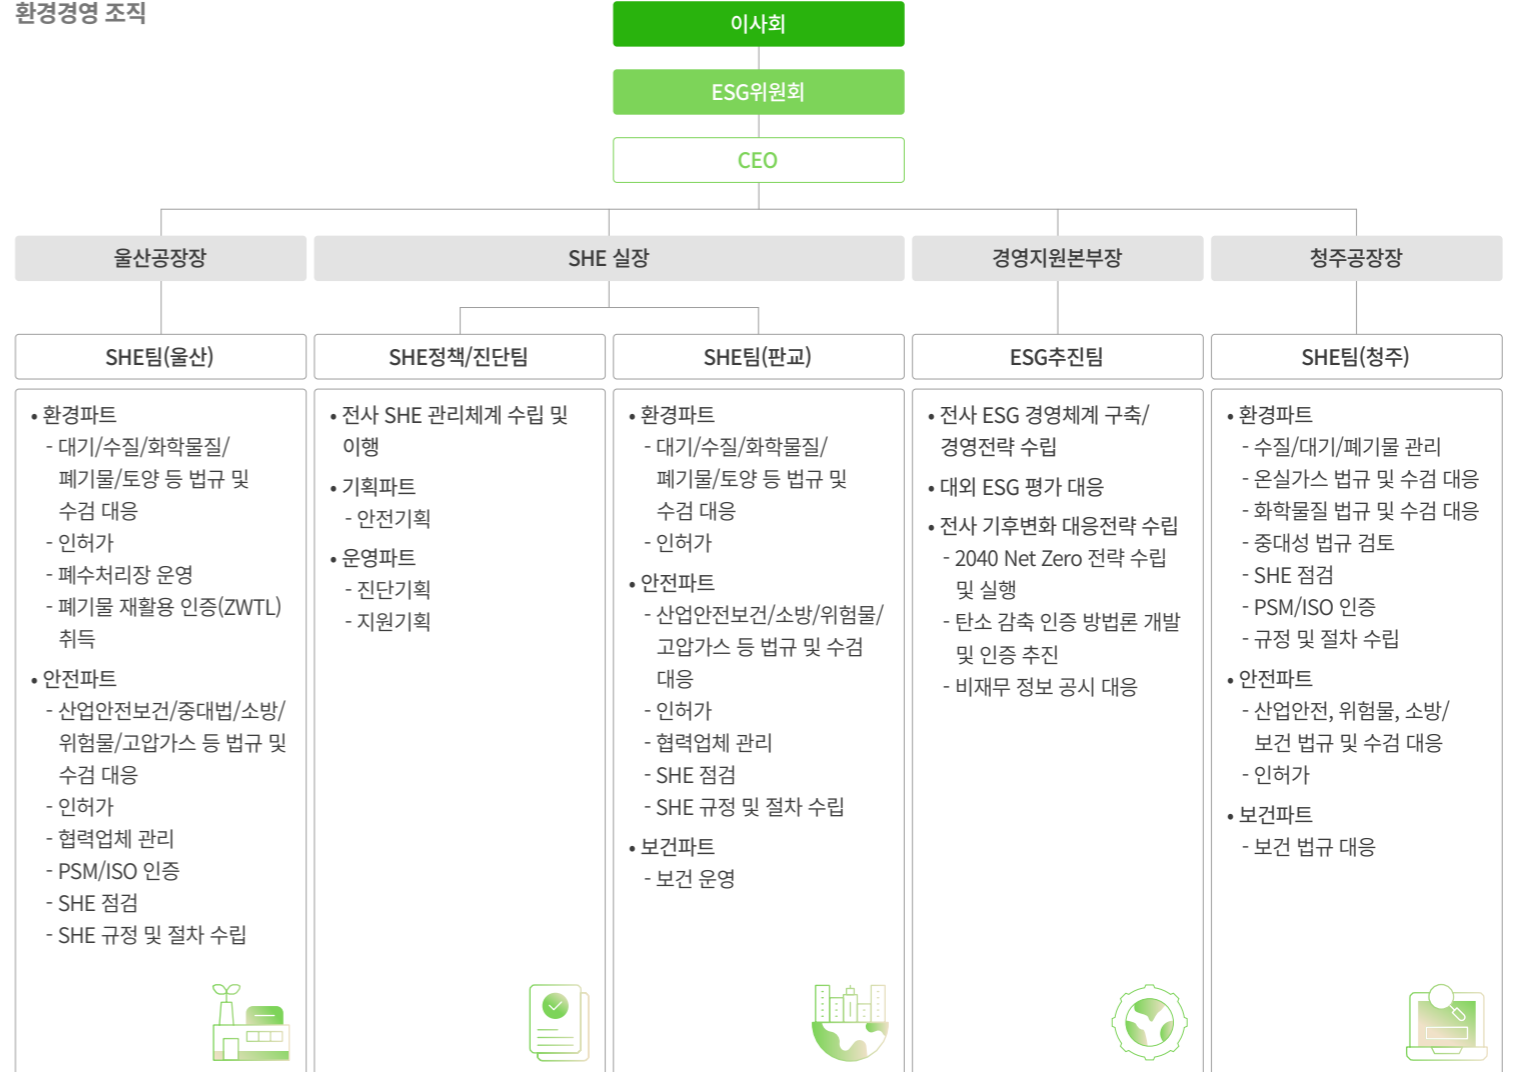 환경경영 조직
이사회
ESG위원회
CEO
울산공장장
SHE 실장
경영지원본부장
청주공장장
SHE팀(울산)
SHE정책/진단팀
SHE팀(판교)
ESG추진팀
SHE팀(청주)
• 환경파트
- 대기/수질/화학물질/
폐기물/토양 등 법규 및
수검 대응
- 인허가
- 폐수처리장 운영
- 폐기물 재활용 인증(ZWTL)
취득
• 안전파트
- 산업안전보건/중대법/소방/
위험물/고압가스 등 법규 및
수검 대응
- 인허가
- 협력업체 관리
- PSM/ISO 인증
- SHE 점검
- SHE 규정 및 절차 수립
• 전사 SHE 관리체계 수립 및
이행
• 기획파트
- 안전기획
• 운영파트
- 진단기획
- 지원기획
• 환경파트
- 대기/수질/화학물질/
폐기물/토양 등 법규 및
수검 대응
- 인허가
• 안전파트
- 산업안전보건/소방/위험물/
고압가스 등 법규 및 수검
대응
- 인허가
- 협력업체 관리
- SHE 점검
- SHE 규정 및 절차 수립
• 보건파트
- 보건 운영
• 전사 ESG 경영체계 구축/
경영전략 수립
• 대외 ESG 평가 대응
• 전사 기후변화 대응전략 수립
- 2040 Net Zero 전략 수립
및 실행
- 탄소 감축 인증 방법론 개발
및 인증 추진
- 비재무 정보 공시 대응
• 환경파트
- 수질/대기/폐기물 관리
- 온실가스 법규 및 수검 대응
- 화학물질 법규 및 수검 대응
- 중대성 법규 검토
- SHE 점검
- PSM/ISO 인증
- 규정 및 절차 수립
• 안전파트
- 산업안전, 위험물, 소방/
보건 법규 및 수검 대응
- 인허가
• 보건파트
- 보건 법규 대응